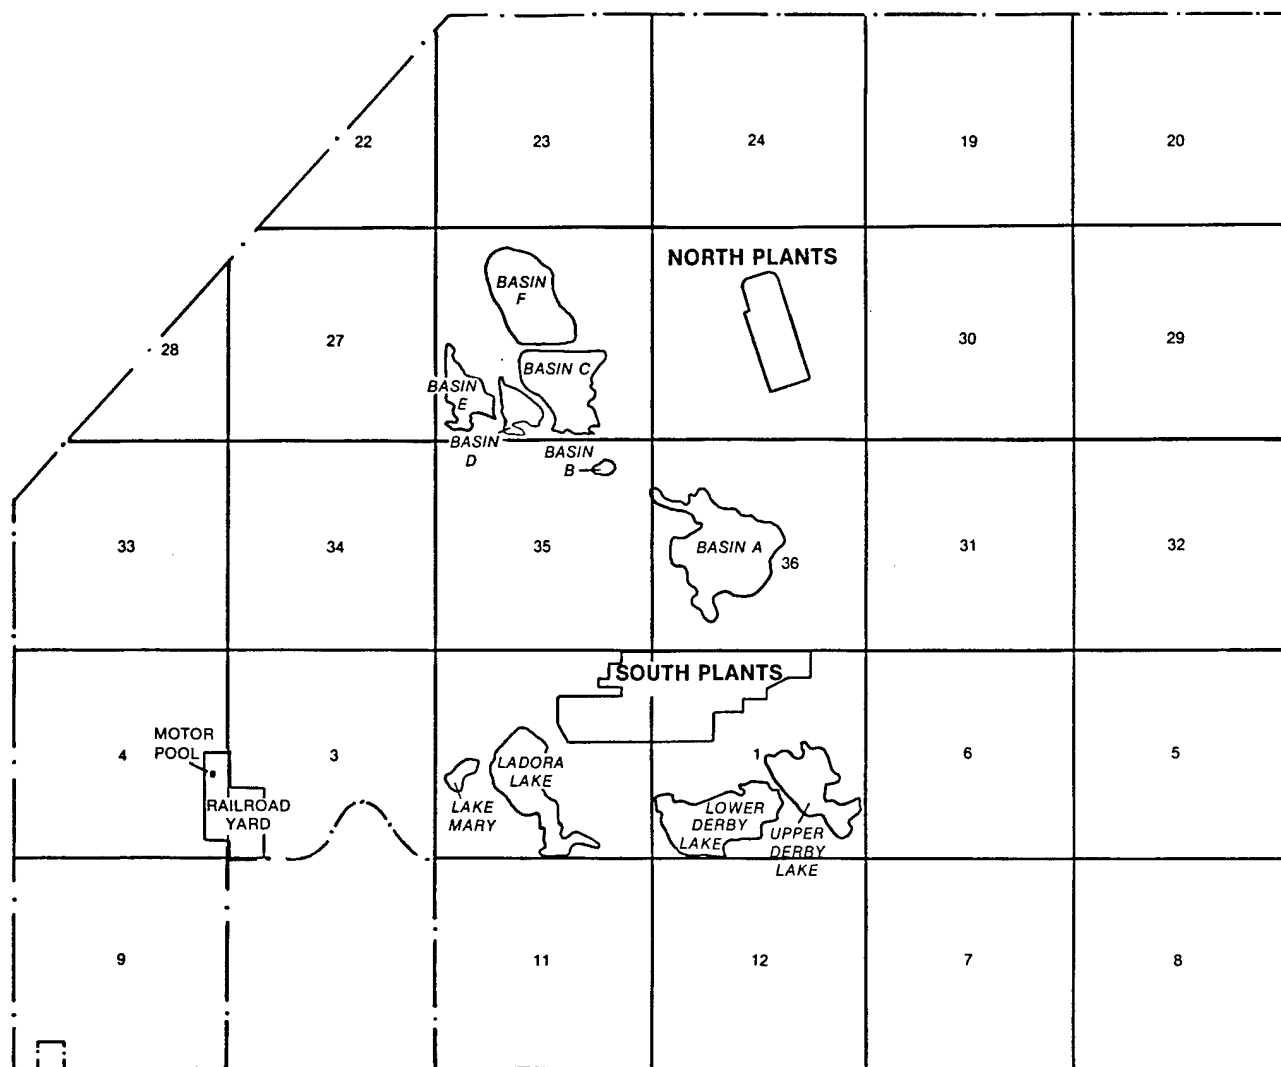 22
23
24
19
20
NORTH PLANTS
BASIN
F
28
27
30
29
BASIN C
BASIN
E
BASIN
D
BASIN
B
33
34
35
BASIN A
36
31
32
SOUTH PLANTS
MOTOR
POOL
4
3
LADORA
LAKE
1
6
5
RAILROAD
YARD
LAKE
MARY
LOWER
DERBY
LAKE
UPPER
DERBY
LAKE
9
11
12
7
8